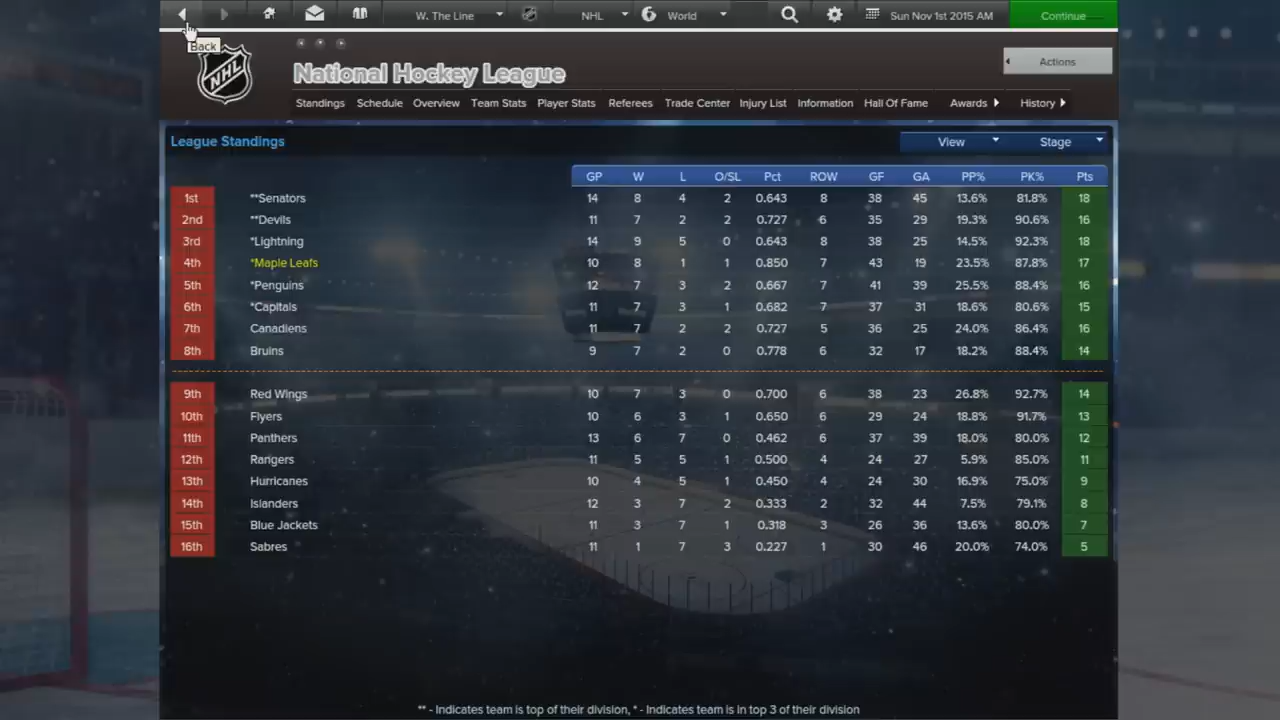 W. The Line NHL World Sun Nov 1st 2015 AM Continue
Back
NHL
National Hockey League
Actions
Standings Schedule Overview Team Stats Player Stats Referees Trade Center Injury List Information Hall Of Fame Awards History
League Standings View Stage
GP W L O/SL Pct ROW GF GA PP% PK% Pts
1st **Senators 14 8 4 2 0.643 8 38 45 13.6% 81.8% 18
2nd **Devils 11 7 2 2 0.727 6 35 29 19.3% 90.6% 16
3rd *Lightning 14 9 5 0 0.643 8 38 25 14.5% 92.3% 18
4th *Maple Leafs 10 8 1 1 0.850 7 43 19 23.5% 87.8% 17
5th *Penguins 12 7 3 2 0.667 7 41 39 25.5% 88.4% 16
6th *Capitals 11 7 3 1 0.682 7 37 31 18.6% 80.6% 15
7th Canadiens 11 7 2 2 0.727 5 36 25 24.0% 86.4% 16
8th Bruins 9 7 2 0 0.778 6 32 17 18.2% 88.4% 14
9th Red Wings 10 7 3 0 0.700 6 38 23 26.8% 92.7% 14
10th Flyers 10 6 3 1 0.650 6 29 24 18.8% 91.7% 13
11th Panthers 13 6 7 0 0.462 6 37 39 18.0% 80.0% 12
12th Rangers 11 5 5 1 0.500 4 24 27 5.9% 85.0% 11
13th Hurricanes 10 4 5 1 0.450 4 24 30 16.9% 75.0% 9
14th Islanders 12 3 7 2 0.333 2 32 44 7.5% 79.1% 8
15th Blue Jackets 11 3 7 1 0.318 3 26 36 13.6% 80.0% 7
16th Sabres 11 1 7 3 0.227 1 30 46 20.0% 74.0% 5
** - Indicates team is top of their division, * - Indicates team is in top 3 of their division